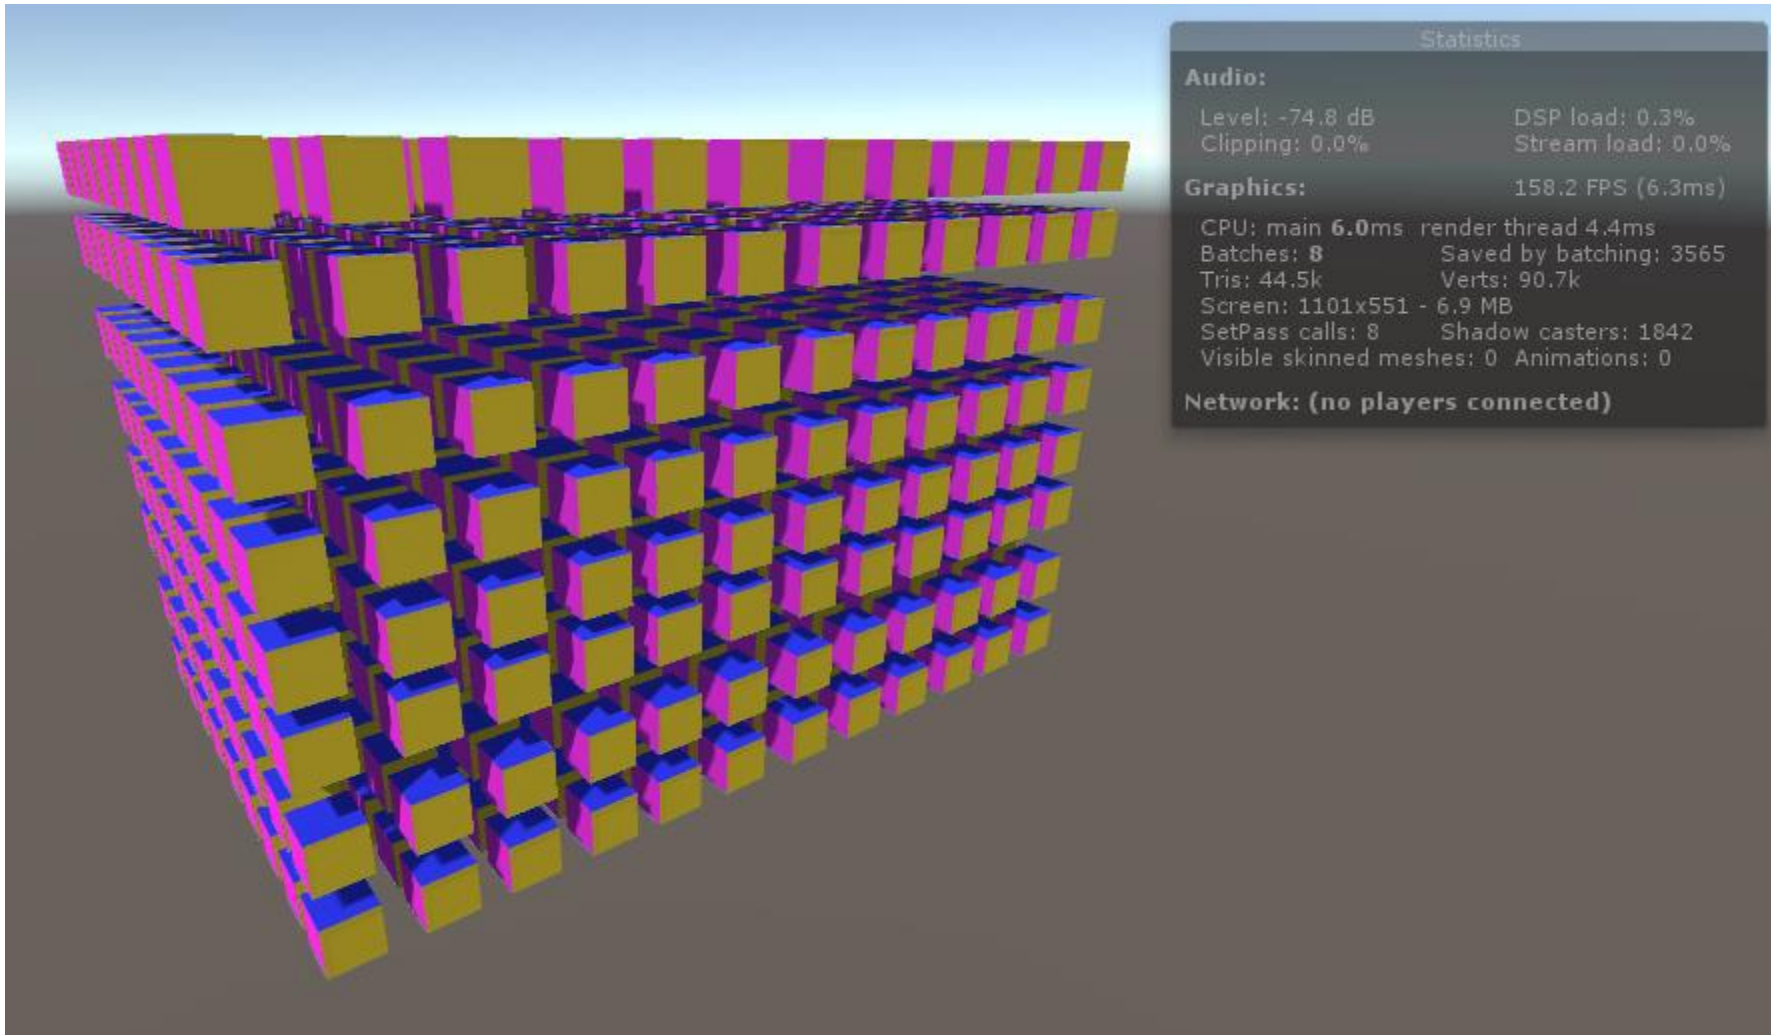 Statistics
Audio:
Level: -74.8 dB DSP load: 0.3%
Clipping: 0.0% Stream load: 0.0%
Graphics: 158.2 FPS (6.3ms)
CPU: main 6.0ms render thread 4.4ms
Batches: 8 Saved by batching: 3565
Tris: 44.5k Verts: 90.7k
Screen: 1101x551 - 6.9 MB
SetPass calls: 8 Shadow casters: 1842
Visible skinned meshes: 0 Animations: 0
Network: (no players connected)